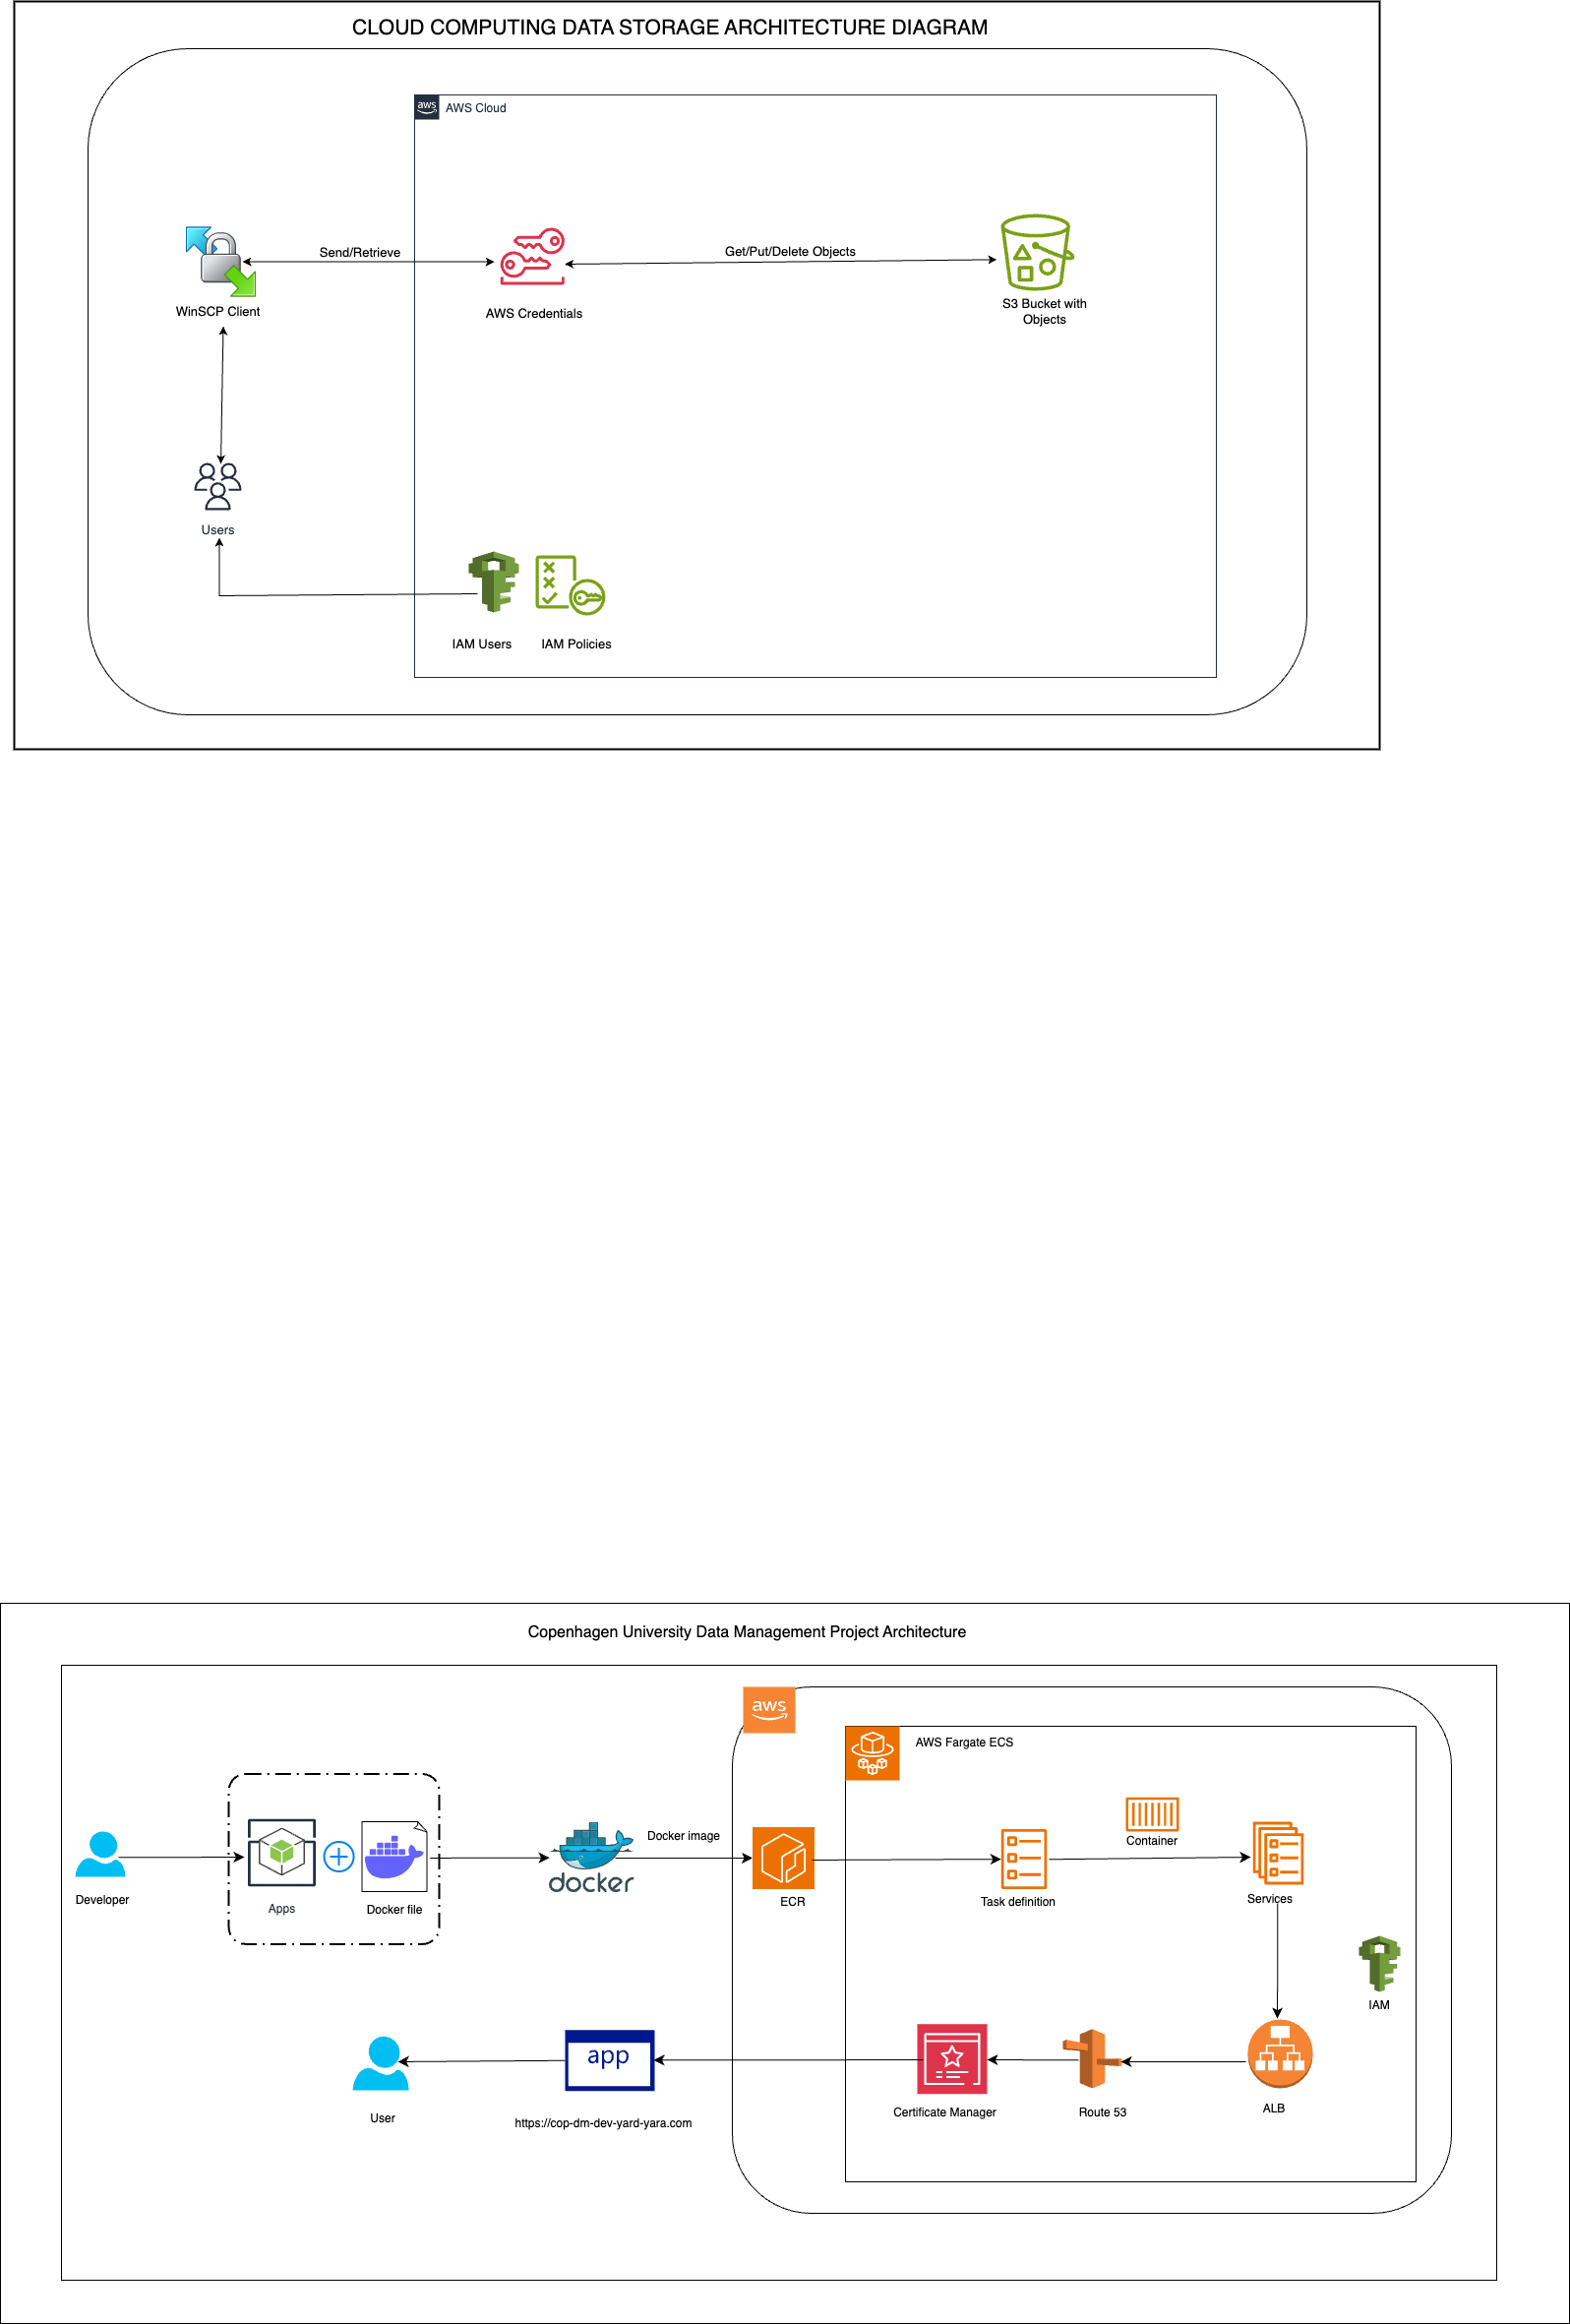 CLOUD COMPUTING DATA STORAGE ARCHITECTURE DIAGRAM
aws
AWS Cloud
Send/Retrieve
Get/Put/Delete Objects
WinSCP Client
AWS Credentials
S3 Bucket with
Objects
Users
IAM Users
IAM Policies
Copenhagen University Data Management Project Architecture
aws
AWS Fargate ECS
Docker image
Container
docker
Developer
Apps
Docker file
ECR
Task definition
Services
IAM
app
User
https://cop-dm-dev-yard-yara.com
Certificate Manager
Route 53
ALB